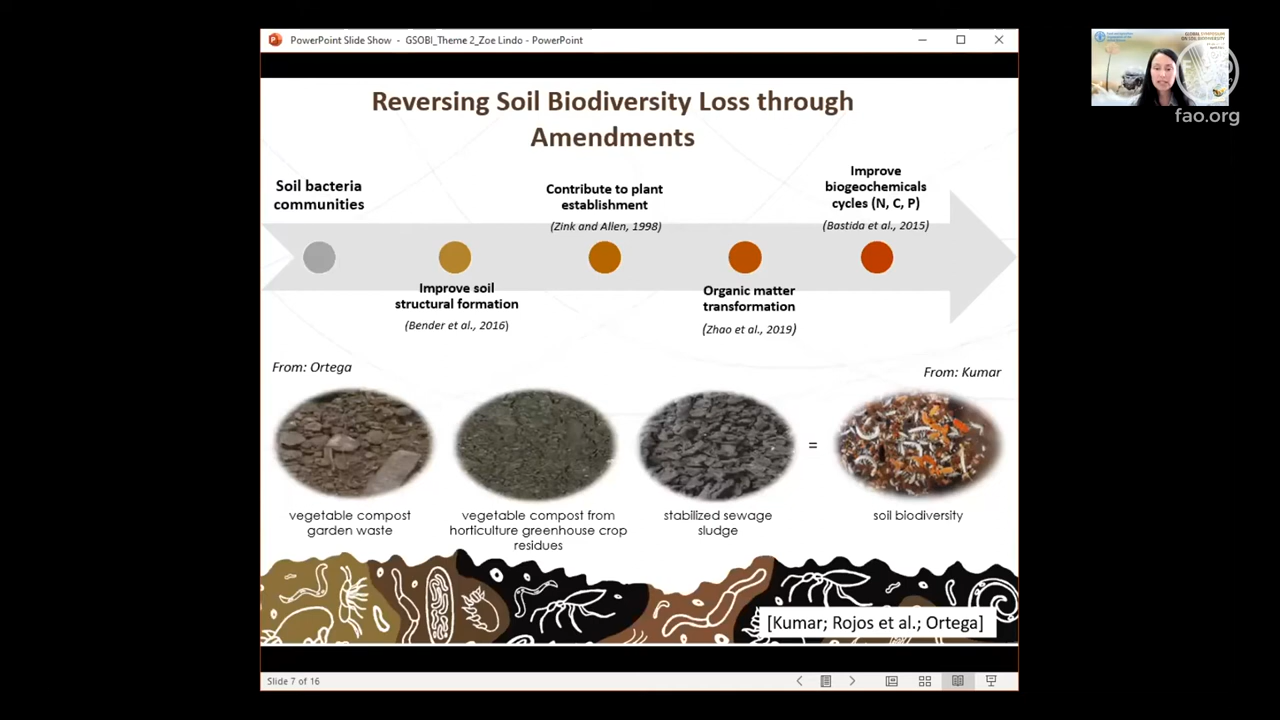 PowerPoint Slide Show - GSOBI_Theme 2_Zoe Lindo - PowerPoint
fao.org
Reversing Soil Biodiversity Loss through
Amendments
Soil bacteria
communities
Improve soil
structural formation
(Bender et al., 2016)
Contribute to plant
establishment
(Zink and Allen, 1998)
Organic matter
transformation
(Zhao et al., 2019)
Improve
biogeochemicals
cycles (N, C, P)
(Bastida et al., 2015)
From: Ortega
From: Kumar
=
vegetable compost
garden waste
vegetable compost from
horticulture greenhouse crop
residues
stabilized sewage
sludge
soil biodiversity
[Kumar; Rojos et al.; Ortega]
Slide 7 of 16